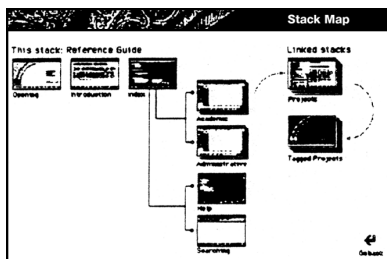 Stack Map
This stack: Reference Guide
Linked stacks
Opening
Introduction
Index
Projects
Academic
Tagged Projects
Administrative
Help
Searching
Go back